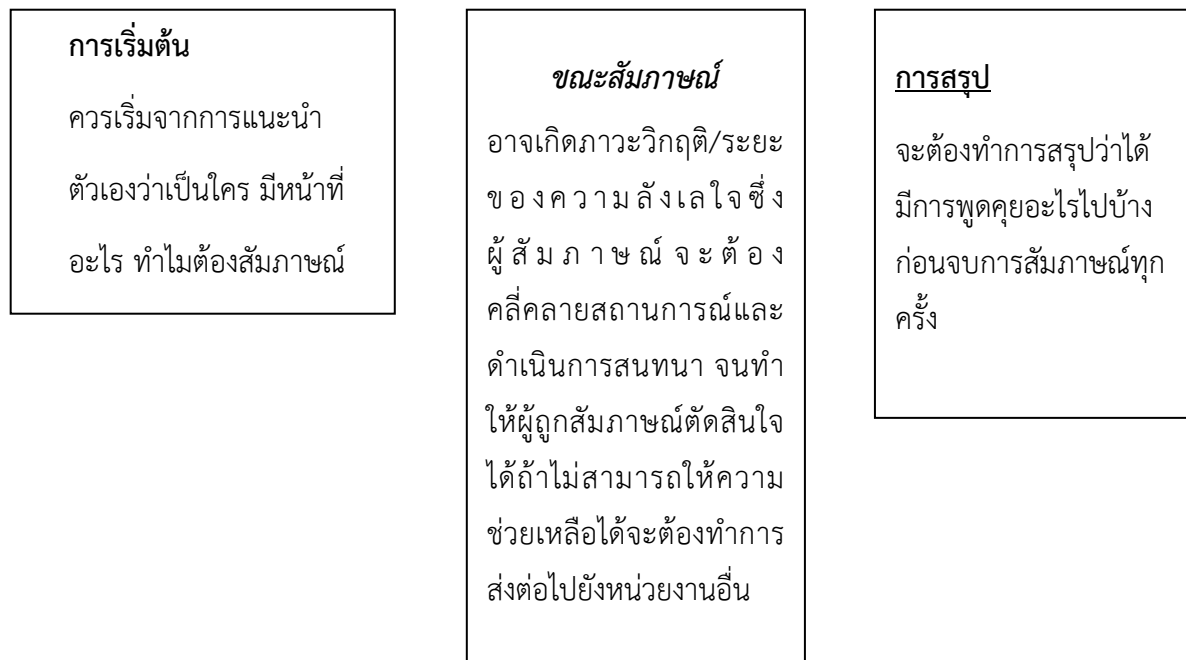 การเริ่มต้น
ควรเริ่มจากการแนะนำ
ตัวเองว่าเป็นใคร มีหน้าที่
อะไร ทำไมต้องสัมภาษณ์
ขณะสัมภาษณ์
อาจเกิดภาวะวิกฤติ/ระยะ
ของความลังเลใจซึ่ง
ผู้สัมภาษณ์จะต้อง
คลี่คลายสถานการณ์และ
ดำเนินการสนทนา จนทำ
ให้ผู้ถูกสัมภาษณ์ตัดสินใจ
ได้ถ้าไม่สามารถให้ความ
ช่วยเหลือได้จะต้องทำการ
ส่งต่อไปยังหน่วยงานอื่น
การสรุป
จะต้องทำการสรุปว่าได้
มีการพูดคุยอะไรไปบ้าง
ก่อนจบการสัมภาษณ์ทุก
ครั้ง